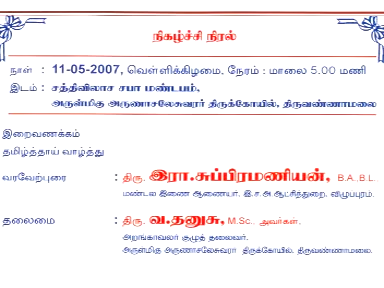 நிகழ்ச்சி நிரல்
நாள் : 11-05-2007, வெள்ளிக்கிழமை, நேரம் : மாலை 5.00 மணி
இடம் : சத்திவிலாச சபா மண்டபம்,
அருள்மிகு அருணாசலேசுவரர் திருக்கோயில், திருவண்ணாமலை
இறைவணக்கம்
தமிழ்த்தாய் வாழ்த்து
வரவேற்புரை : திரு. இரா.சுப்பிரமணியன், B.A.,B.L.
மண்டல இணை ஆணையர், இ.ச.அ ஆட்சித்துறை, விழுபபுரம்.
தலைமை : திரு. வ.தனுசு, M.Sc., அவர்கள்.
அறங்காவலர் குழுத் தலைவர்.
அருள்மிகு அருணாசலேசுவரர் திருக்கோயில், திருவண்ணாமலை.